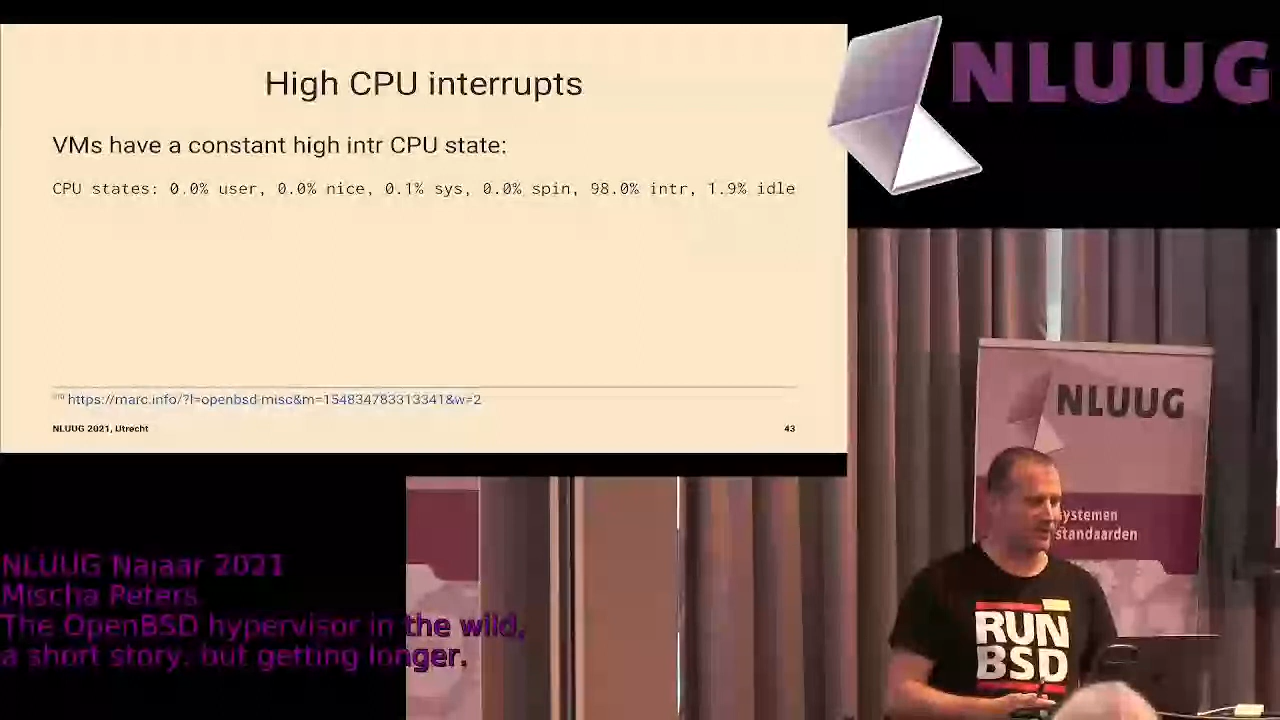 High CPU interrupts
VMs have a constant high intr CPU state:
CPU states: 0.0% user, 0.0% nice, 0.1% sys, 0.0% spin, 98.0% intr, 1.9% idle
https://marc.info/?l=openbsd-misc&m=154834783313341&w=2
NLUUG 2021, Utrecht
43
NLUUG
NLUUG
systemen
standaarden
RUN
BSD
NLUUG Najaar 2021
Mischa Peters
The OpenBSD hypervisor in the wild,
a short story, but getting longer.